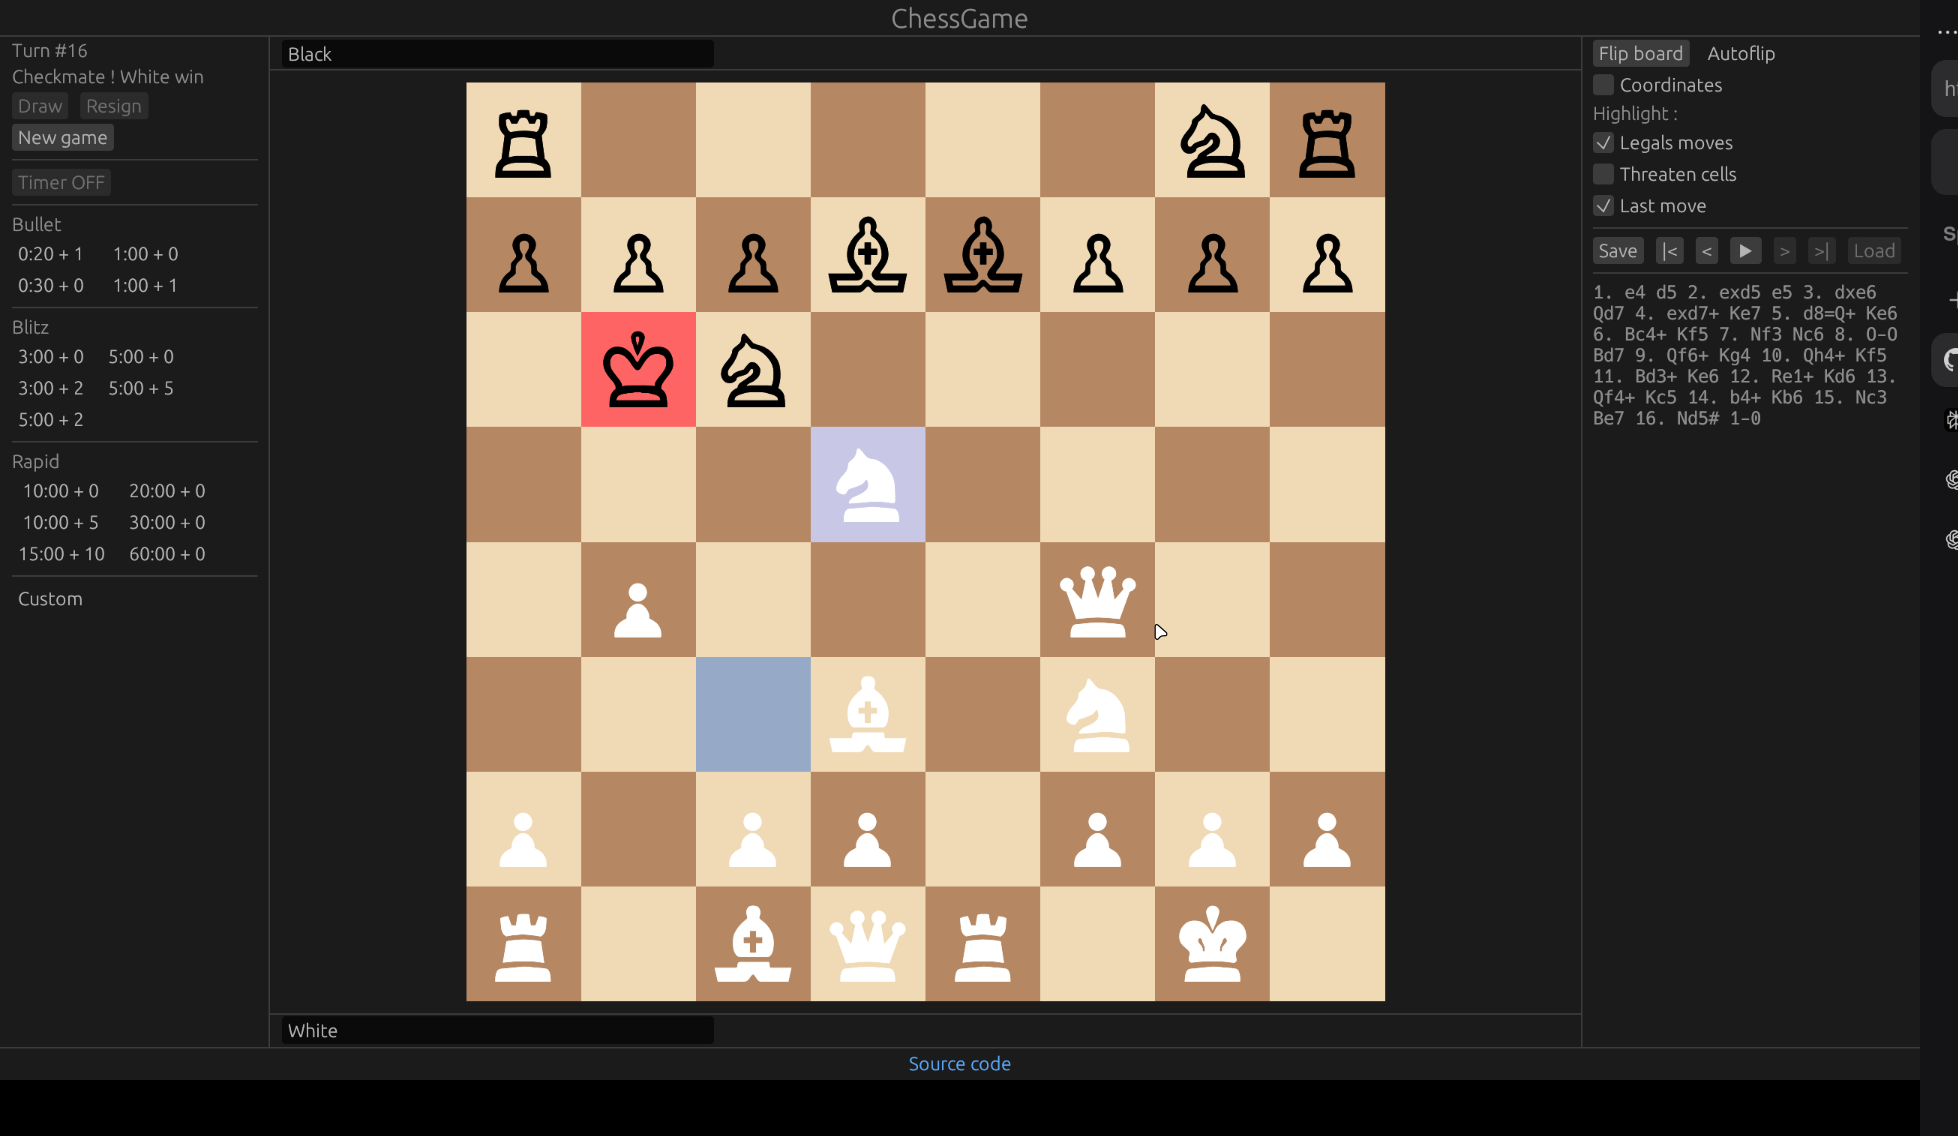 ChessGame
Turn #16
Checkmate ! White win
Draw Resign
New game
Timer OFF
Bullet
0:20 + 1 1:00 + 0
0:30 + 0 1:00 + 1
Blitz
3:00 + 0 5:00 + 0
3:00 + 2 5:00 + 5
5:00 + 2
Rapid
10:00 + 0 20:00 + 0
10:00 + 5 30:00 + 0
15:00 + 10 60:00 + 0
Custom
Black
White
Flip board Autoflip
Coordinates
Highlight :
Legals moves
Threaten cells
Last move
Save |< < ▶ > >| Load
1. e4 d5 2. exd5 e5 3. dxe6
Qd7 4. exd7+ Ke7 5. d8=Q+ Ke6
6. Bc4+ Kf5 7. Nf3 Nc6 8. O-O
Bd7 9. Qf6+ Kg4 10. Qh4+ Kf5
11. Bd3+ Ke6 12. Re1+ Kd6 13.
Qf4+ Kc5 14. b4+ Kb6 15. Nc3
Be7 16. Nd5# 1-0
Source code